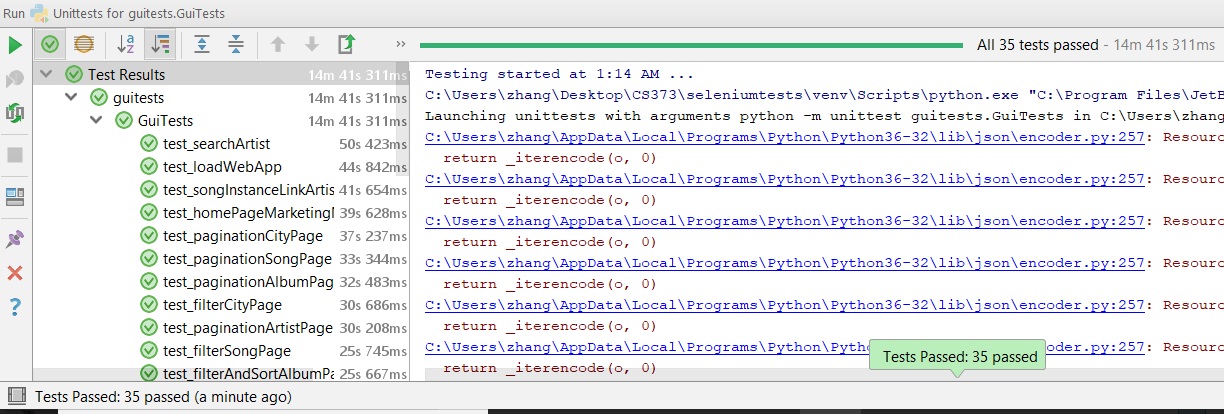 Run Unittests for guitests.GuiTests
All 35 tests passed - 14m 41s 311ms
Test Results 14m 41s 311ms
guitests 14m 41s 311ms
GuiTests 14m 41s 311ms
test_searchArtist 50s 423ms
test_loadWebApp 44s 842ms
test_songInstanceLinkArtis 41s 654ms
test_homePageMarketing 39s 628ms
test_paginationCityPage 37s 237ms
test_paginationSongPage 33s 344ms
test_paginationAlbumPag 32s 483ms
test_filterCityPage 30s 686ms
test_paginationArtistPage 30s 208ms
test_filterSongPage 25s 745ms
test_filterAndSortAlbumPa 25s 667ms
Testing started at 1:14 AM ...
C:\Users\zhang\Desktop\CS373\seleniumtests\venv\Scripts\python.exe "C:\Program Files\JetB
Launching unittests with arguments python -m unittest guitests.GuiTests in C:\Users\zhang
C:\Users\zhang\AppData\Local\Programs\Python\Python36-32\lib\json\encoder.py:257: Resourc
return _iterencode(o, 0)
C:\Users\zhang\AppData\Local\Programs\Python\Python36-32\lib\json\encoder.py:257: Resourc
return _iterencode(o, 0)
C:\Users\zhang\AppData\Local\Programs\Python\Python36-32\lib\json\encoder.py:257: Resourc
return _iterencode(o, 0)
C:\Users\zhang\AppData\Local\Programs\Python\Python36-32\lib\json\encoder.py:257: Resourc
return _iterencode(o, 0)
C:\Users\zhang\AppData\Local\Programs\Python\Python36-32\lib\json\encoder.py:257: Resourc
return _iterencode(o, 0)
C:\Users\zhang\AppData\Local\Programs\Pytho coder.py:257: Resourc
return _iterencode(o, 0)
Tests Passed: 35 passed
Tests Passed: 35 passed (a minute ago)